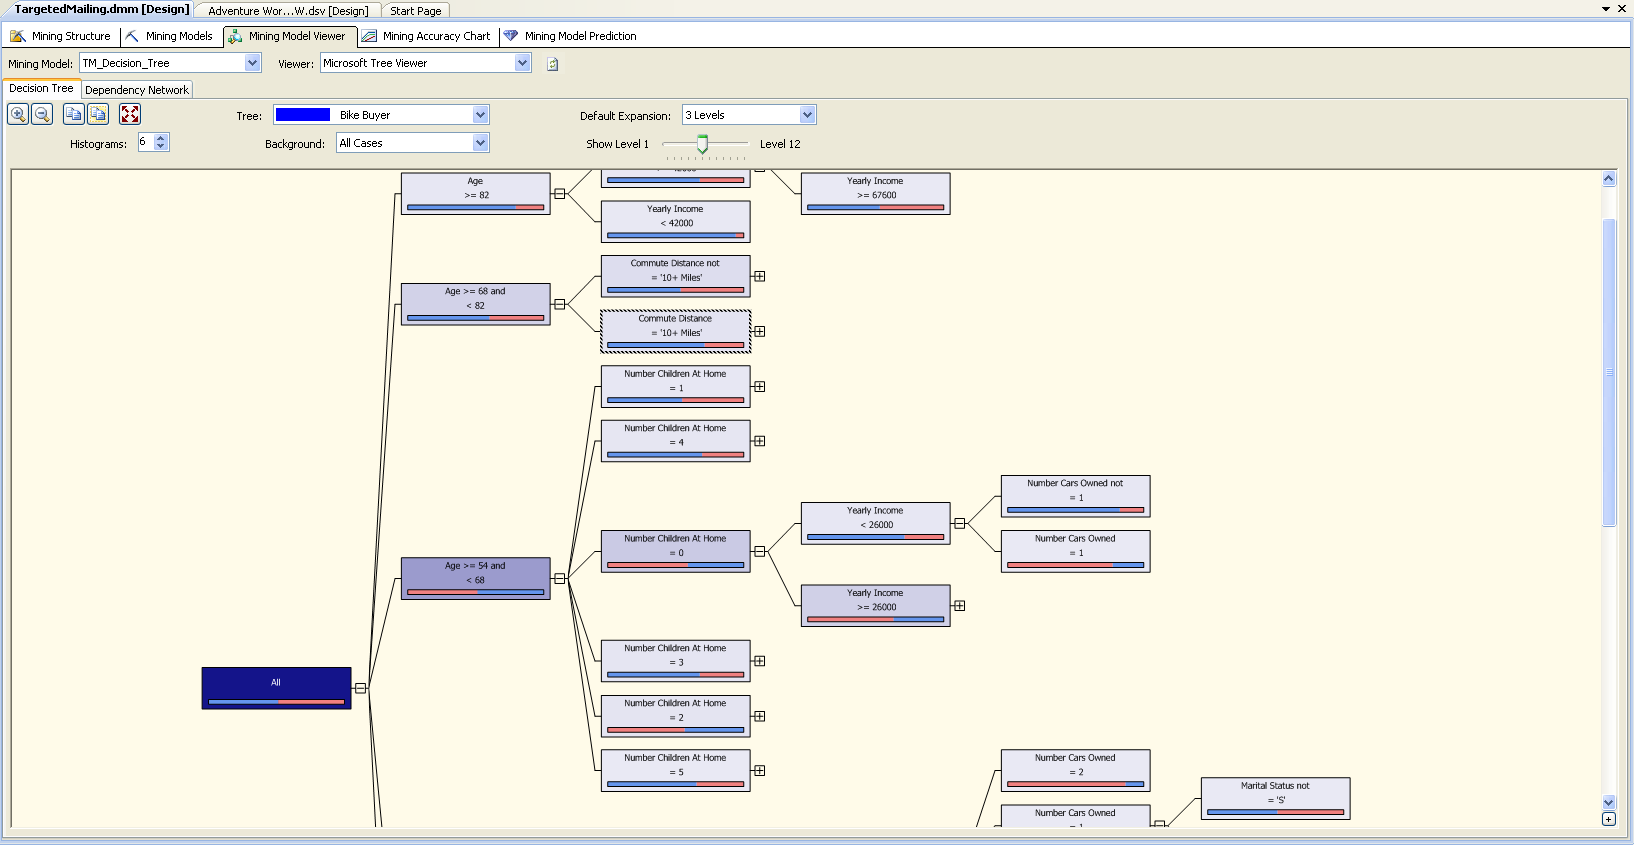 TargetedMailing.dmm [Design]
Adventure Wor...W.dsv [Design]
Start Page
Mining Structure
Mining Models
Mining Model Viewer
Mining Accuracy Chart
Mining Model Prediction
Mining Model:
TM_Decision_Tree
Viewer:
Microsoft Tree Viewer
Decision Tree
Dependency Network
Tree:
Bike Buyer
Default Expansion:
3 Levels
Histograms:
6
Background:
All Cases
Show Level 1
Level 12
Age
>= 82
Yearly Income
>= 67600
Yearly Income
< 42000
Commute Distance not
= '10+ Miles'
Age >= 68 and
< 82
Commute Distance
= '10+ Miles'
Number Children At Home
= 1
Number Children At Home
= 4
Number Cars Owned not
= 1
Yearly Income
< 26000
Number Children At Home
= 0
Number Cars Owned
= 1
Age >= 54 and
< 68
Yearly Income
>= 26000
Number Children At Home
= 3
All
Number Children At Home
= 2
Number Children At Home
= 5
Number Cars Owned
= 2
Marital Status not
= 'S'
Number Cars Owned